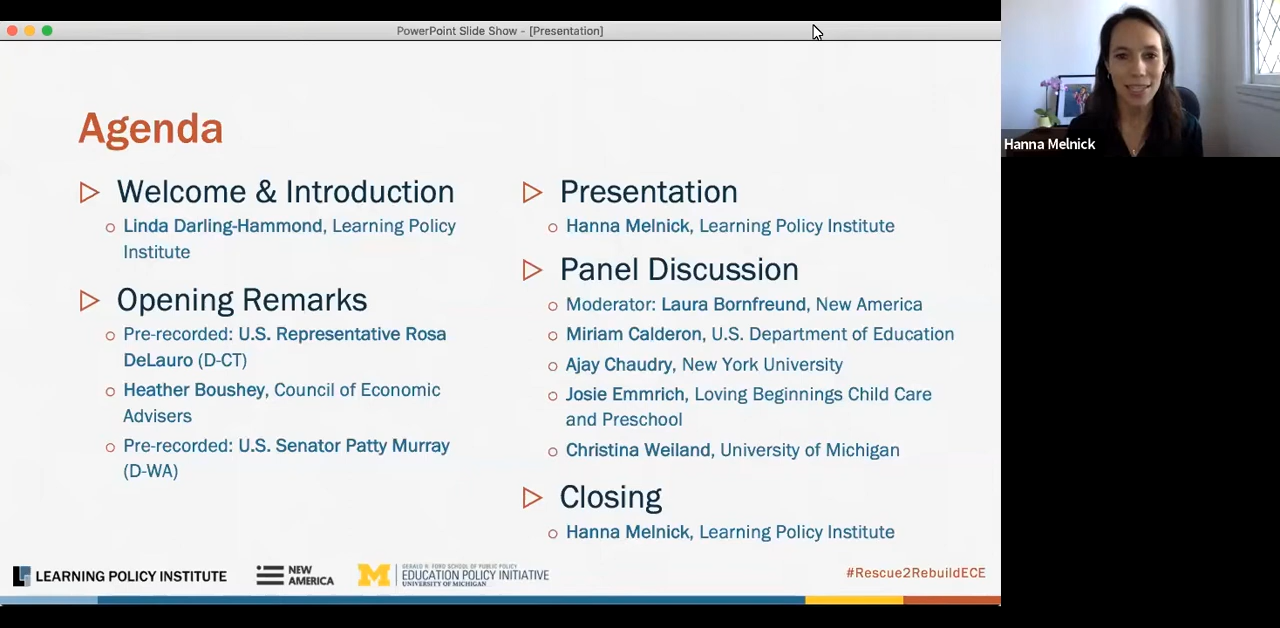 PowerPoint Slide Show - [Presentation]
Agenda
Welcome & Introduction
Linda Darling-Hammond, Learning Policy
Institute
Opening Remarks
Pre-recorded: U.S. Representative Rosa
DeLauro (D-CT)
Heather Boushey, Council of Economic
Advisers
Pre-recorded: U.S. Senator Patty Murray
(D-WA)
Presentation
Hanna Melnick, Learning Policy Institute
Panel Discussion
Moderator: Laura Bornfreund, New America
Miriam Calderon, U.S. Department of Education
Ajay Chaudry, New York University
Josie Emmrich, Loving Beginnings Child Care
and Preschool
Christina Weiland, University of Michigan
Closing
Hanna Melnick, Learning Policy Institute
LEARNING POLICY INSTITUTE
NEW
AMERICA
M
GERALD R. FORD SCHOOL OF PUBLIC POLICY
EDUCATION POLICY INITIATIVE
UNIVERSITY OF MICHIGAN
#Rescue2RebuildECE
Hanna Melnick